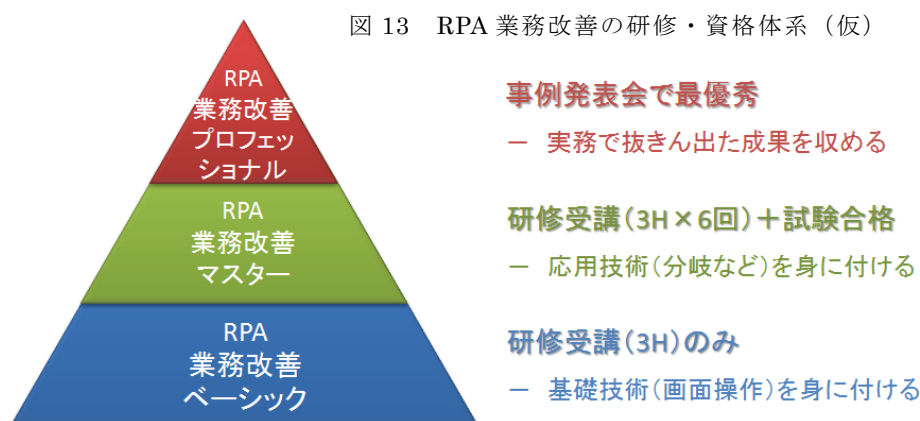 図 13　RPA 業務改善の研修・資格体系（仮）
RPA
業務改善
プロフェッ
ショナル
事例発表会で最優秀
－ 実務で抜きん出た成果を収める
RPA
業務改善
マスター
研修受講（3H×6回）＋試験合格
－ 応用技術（分岐など）を身に付ける
RPA
業務改善
ベーシック
研修受講（3H）のみ
－ 基礎技術（画面操作）を身に付ける